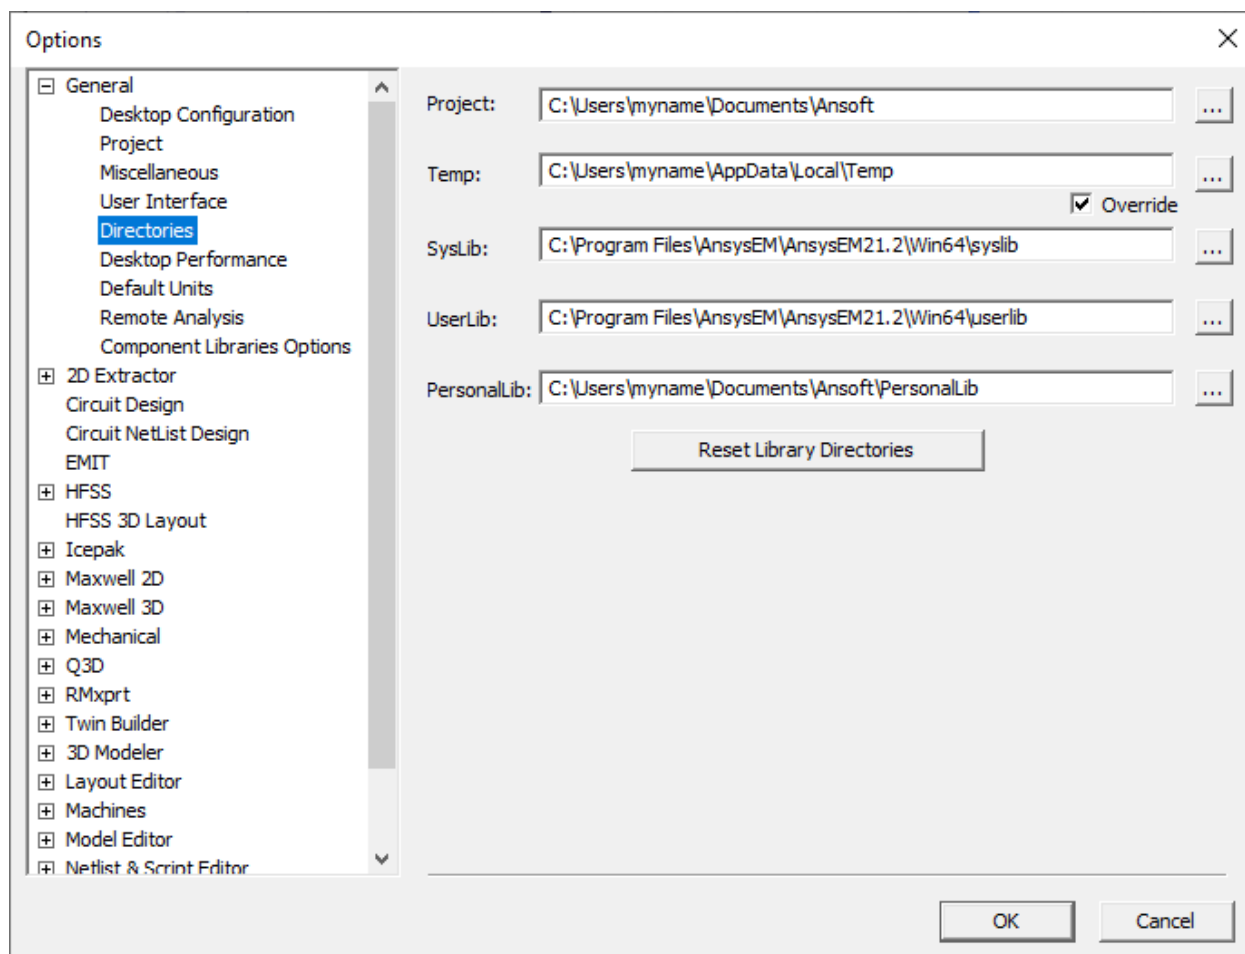 Options
General
Desktop Configuration
Project
Miscellaneous
User Interface
Directories
Desktop Performance
Default Units
Remote Analysis
Component Libraries Options
2D Extractor
Circuit Design
Circuit NetList Design
EMIT
HFSS
HFSS 3D Layout
Icepak
Maxwell 2D
Maxwell 3D
Mechanical
Q3D
RMxprt
Twin Builder
3D Modeler
Layout Editor
Machines
Model Editor
Netlist & Script Editor
Project: C:\Users\myname\Documents\Ansoft ...
Temp: C:\Users\myname\AppData\Local\Temp ...
Override
SysLib: C:\Program Files\AnsysEM\AnsysEM21.2\Win64\syslib ...
UserLib: C:\Program Files\AnsysEM\AnsysEM21.2\Win64\userlib ...
PersonalLib: C:\Users\myname\Documents\Ansoft\PersonalLib ...
Reset Library Directories
OK Cancel